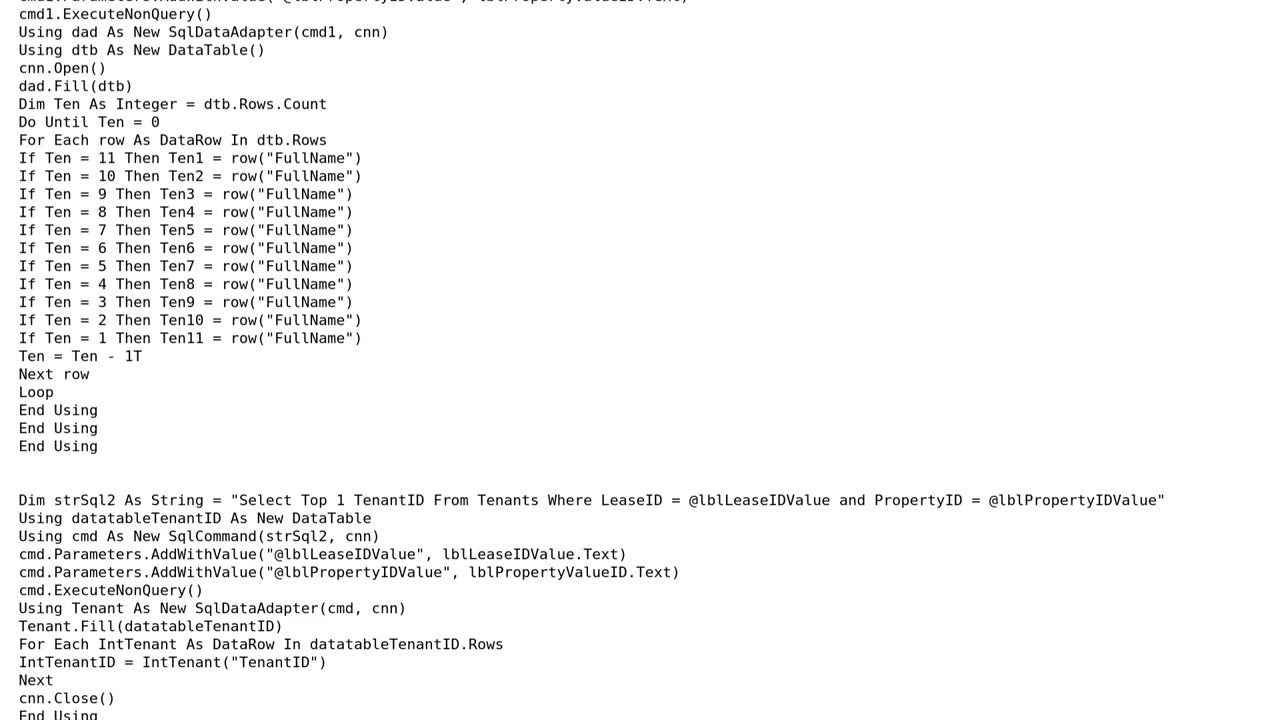 cmd1.Parameters.AddWithValue("@lblPropertyIDValue", lblPropertyValueID.Text)
cmd1.ExecuteNonQuery()
Using dad As New SqlDataAdapter(cmd1, cnn)
Using dtb As New DataTable()
cnn.Open()
dad.Fill(dtb)
Dim Ten As Integer = dtb.Rows.Count
Do Until Ten = 0
For Each row As DataRow In dtb.Rows
If Ten = 11 Then Ten1 = row("FullName")
If Ten = 10 Then Ten2 = row("FullName")
If Ten = 9 Then Ten3 = row("FullName")
If Ten = 8 Then Ten4 = row("FullName")
If Ten = 7 Then Ten5 = row("FullName")
If Ten = 6 Then Ten6 = row("FullName")
If Ten = 5 Then Ten7 = row("FullName")
If Ten = 4 Then Ten8 = row("FullName")
If Ten = 3 Then Ten9 = row("FullName")
If Ten = 2 Then Ten10 = row("FullName")
If Ten = 1 Then Ten11 = row("FullName")
Ten = Ten - 1T
Next row
Loop
End Using
End Using
End Using
Dim strSql2 As String = "Select Top 1 TenantID From Tenants Where LeaseID = @lblLeaseIDValue and PropertyID = @lblPropertyIDValue"
Using datatableTenantID As New DataTable
Using cmd As New SqlCommand(strSql2, cnn)
cmd.Parameters.AddWithValue("@lblLeaseIDValue", lblLeaseIDValue.Text)
cmd.Parameters.AddWithValue("@lblPropertyIDValue", lblPropertyValueID.Text)
cmd.ExecuteNonQuery()
Using Tenant As New SqlDataAdapter(cmd, cnn)
Tenant.Fill(datatableTenantID)
For Each IntTenant As DataRow In datatableTenantID.Rows
IntTenantID = IntTenant("TenantID")
Next
cnn.Close()
End Using